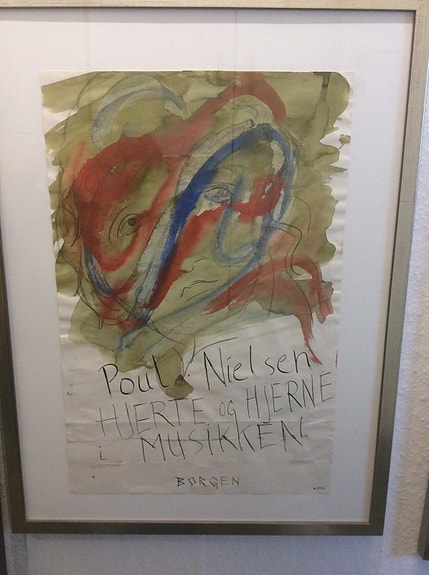 Poul Nielsen
HJERTE OG HJERNE
i MUSIKKEN
BORGEN